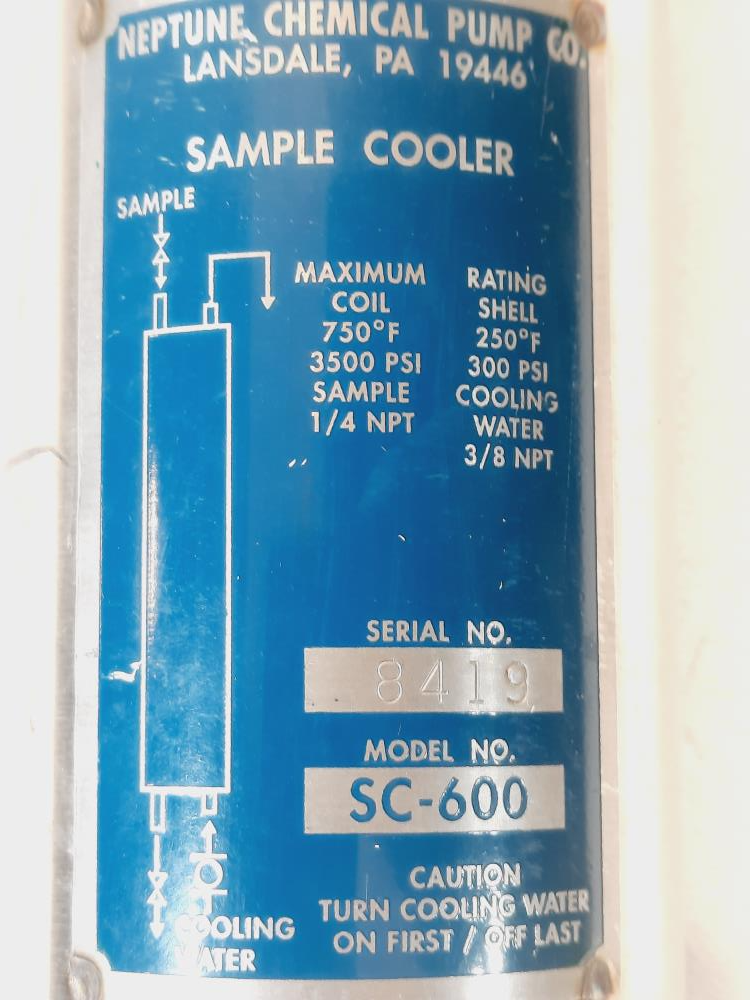 NEPTUNE CHEMICAL PUMP CO.
LANSDALE, PA 19446
SAMPLE COOLER
SAMPLE
MAXIMUM
COIL
750°F
3500 PSI
SAMPLE
1/4 NPT
RATING
SHELL
250°F
300 PSI
COOLING
WATER
3/8 NPT
SERIAL NO.
8419
MODEL NO.
SC-600
COOLING
WATER
CAUTION
TURN COOLING WATER
ON FIRST / OFF LAST